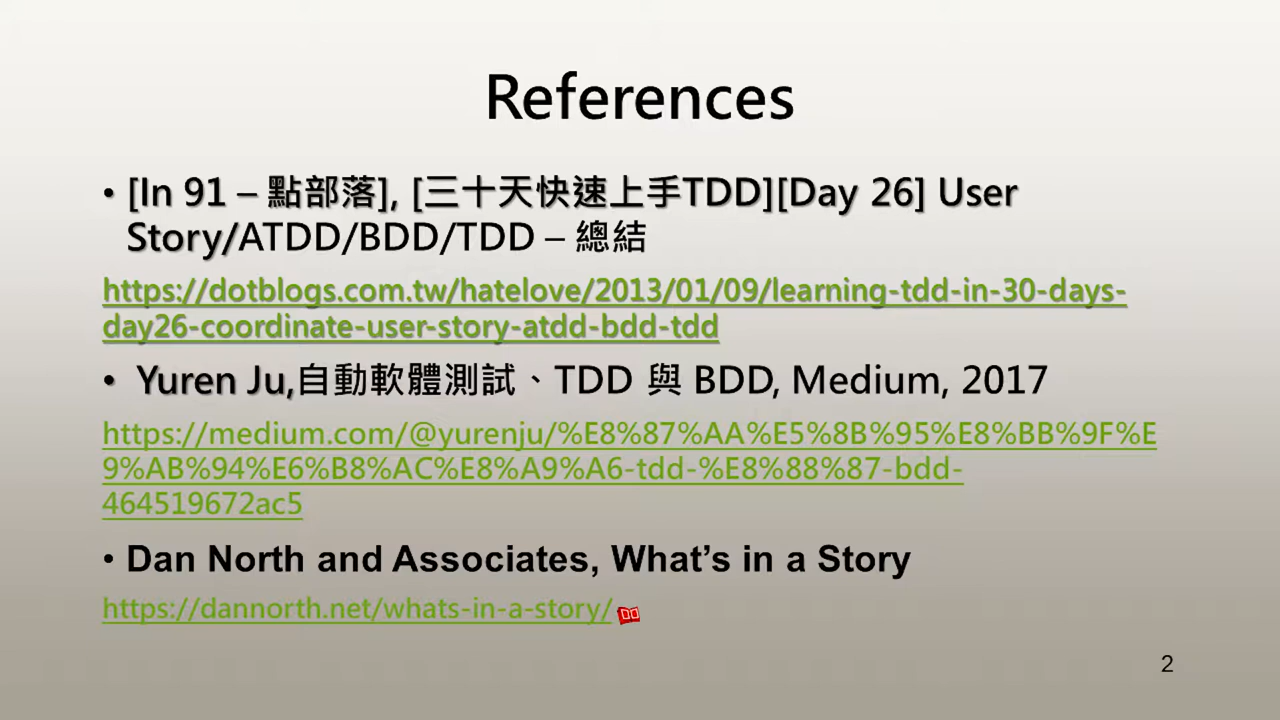 References
• [In 91 – 點部落], [三十天快速上手TDD][Day 26] User
Story/ATDD/BDD/TDD – 總結
https://dotblogs.com.tw/hatelove/2013/01/09/learning-tdd-in-30-days-
day26-coordinate-user-story-atdd-bdd-tdd
• Yuren Ju,自動軟體測試、TDD 與 BDD, Medium, 2017
https://medium.com/@yurenju/%E8%87%AA%E5%8B%95%E8%BB%9F%E
9%AB%94%E6%B8%AC%E8%A9%A6-tdd-%E8%88%87-bdd-
464519672ac5
• Dan North and Associates, What’s in a Story
https://dannorth.net/whats-in-a-story/
2